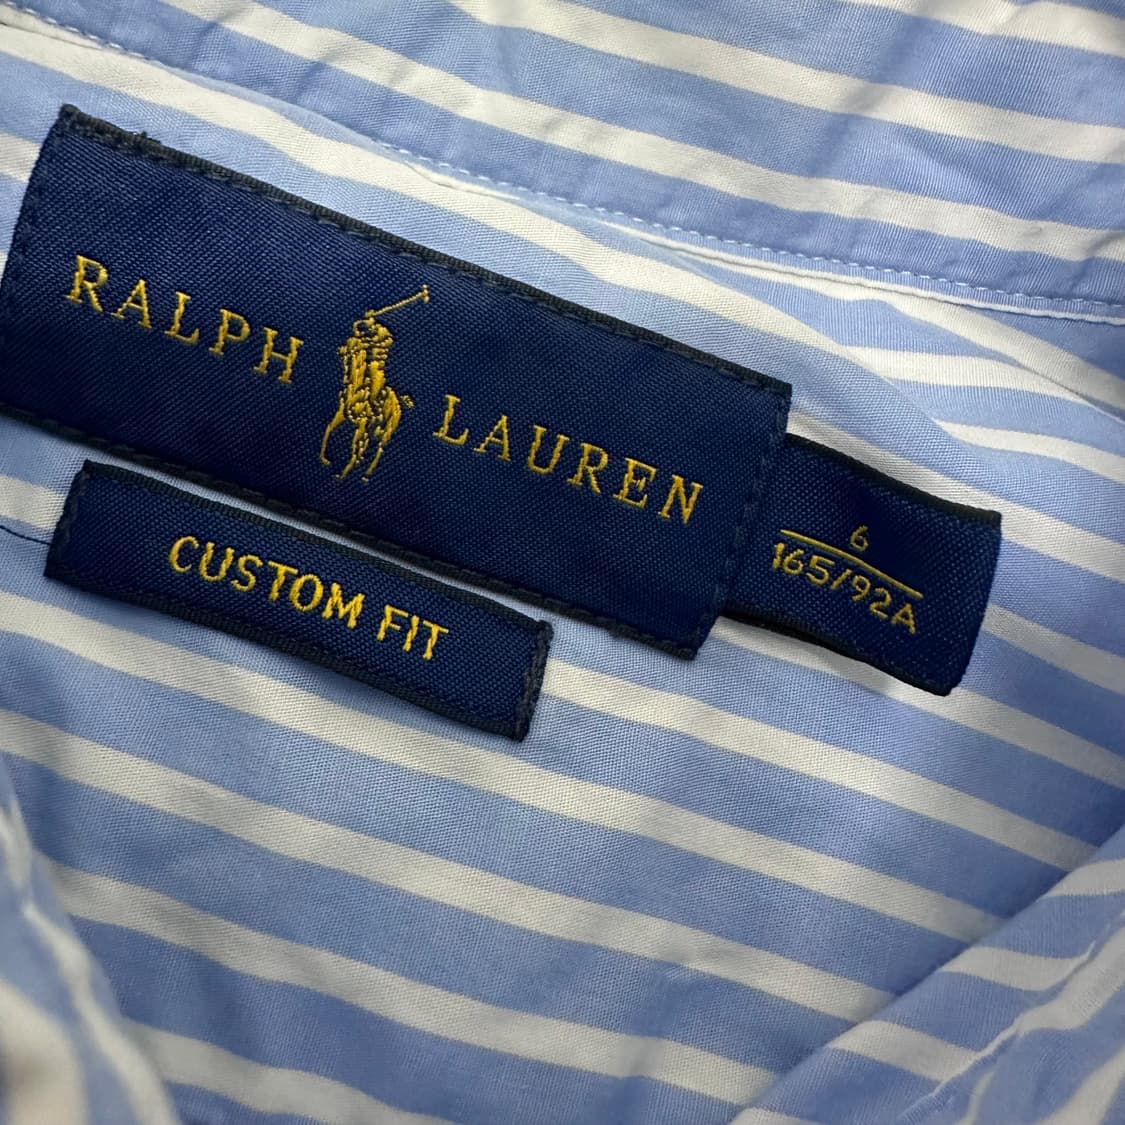 RALPH LAUREN
CUSTOM FIT
6
165/92A